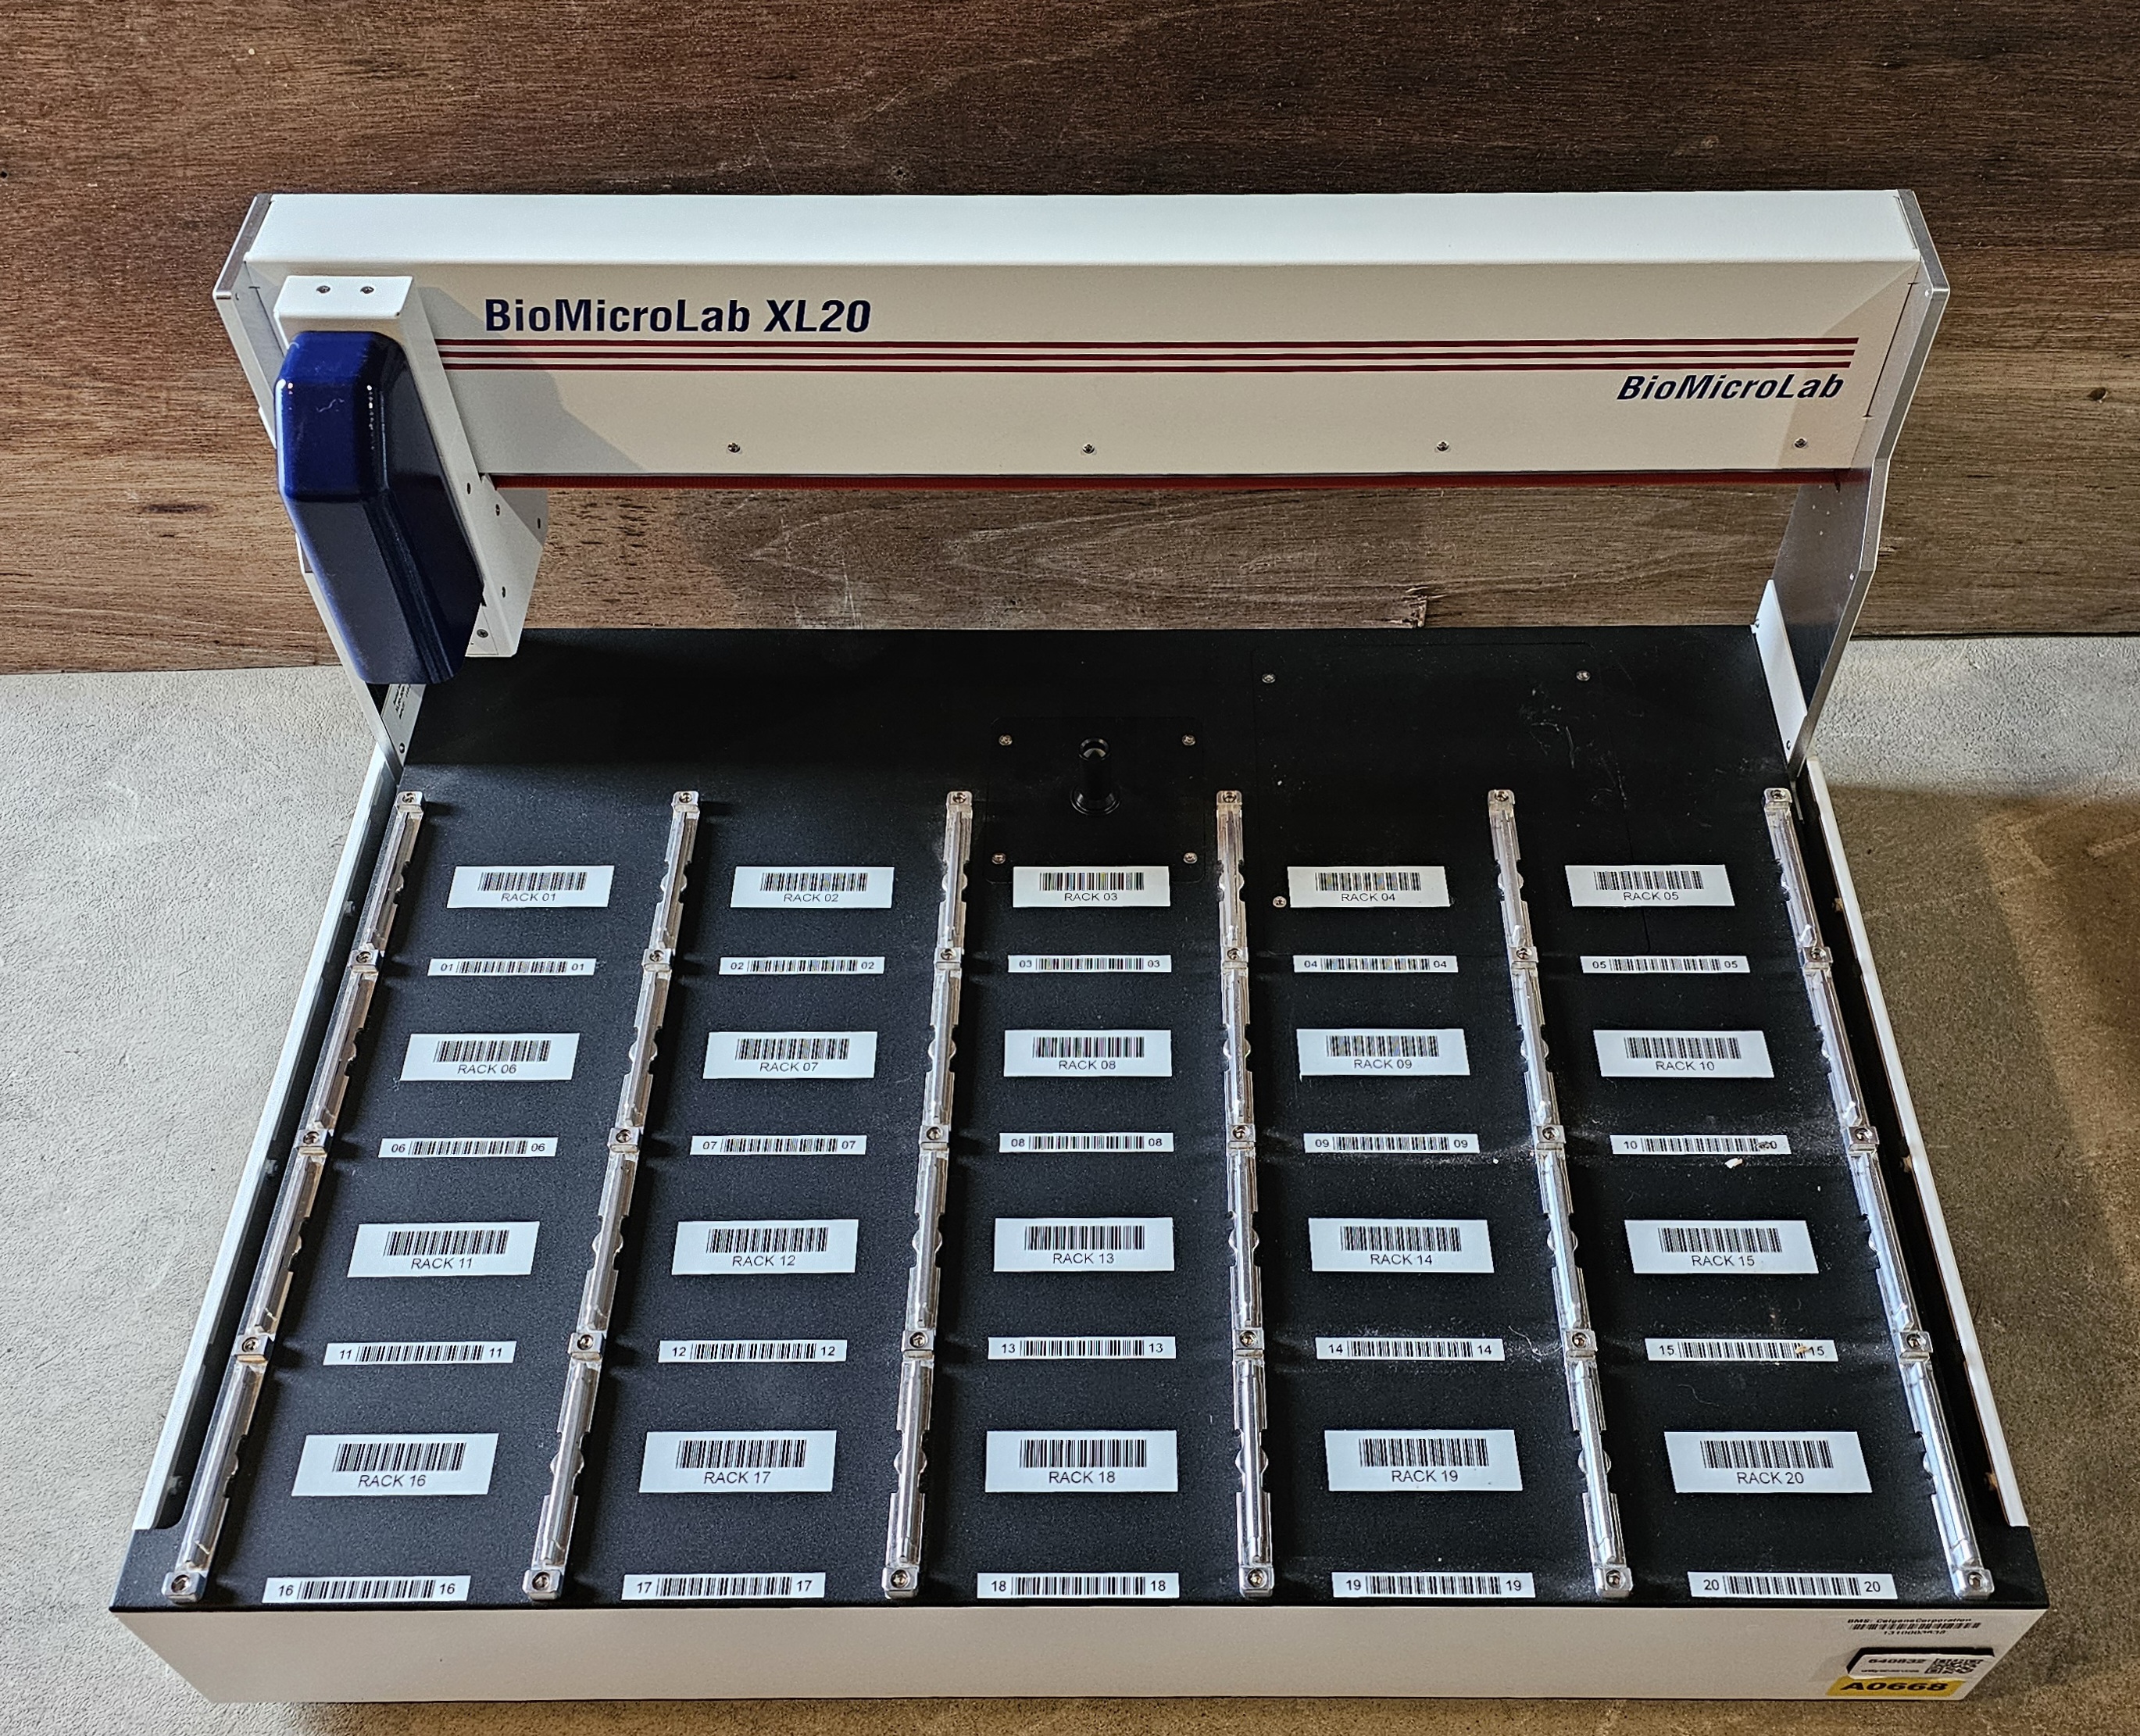 BioMicroLab XL20
BioMicroLab
RACK 01
RACK 02
RACK 03
RACK 04
RACK 05
01 01
02 02
03 03
04 04
05 05
RACK 06
RACK 07
RACK 08
RACK 09
RACK 10
06 06
07 07
08 08
09 09
10
RACK 11
RACK 12
RACK 13
RACK 14
RACK 15
11 11
12 12
13 13
14 14
15 15
RACK 16
RACK 17
RACK 18
RACK 19
RACK 20
16 16
17 17
18 18
19 19
20 20
BMS: CelgeneCorporation
640832
A0668